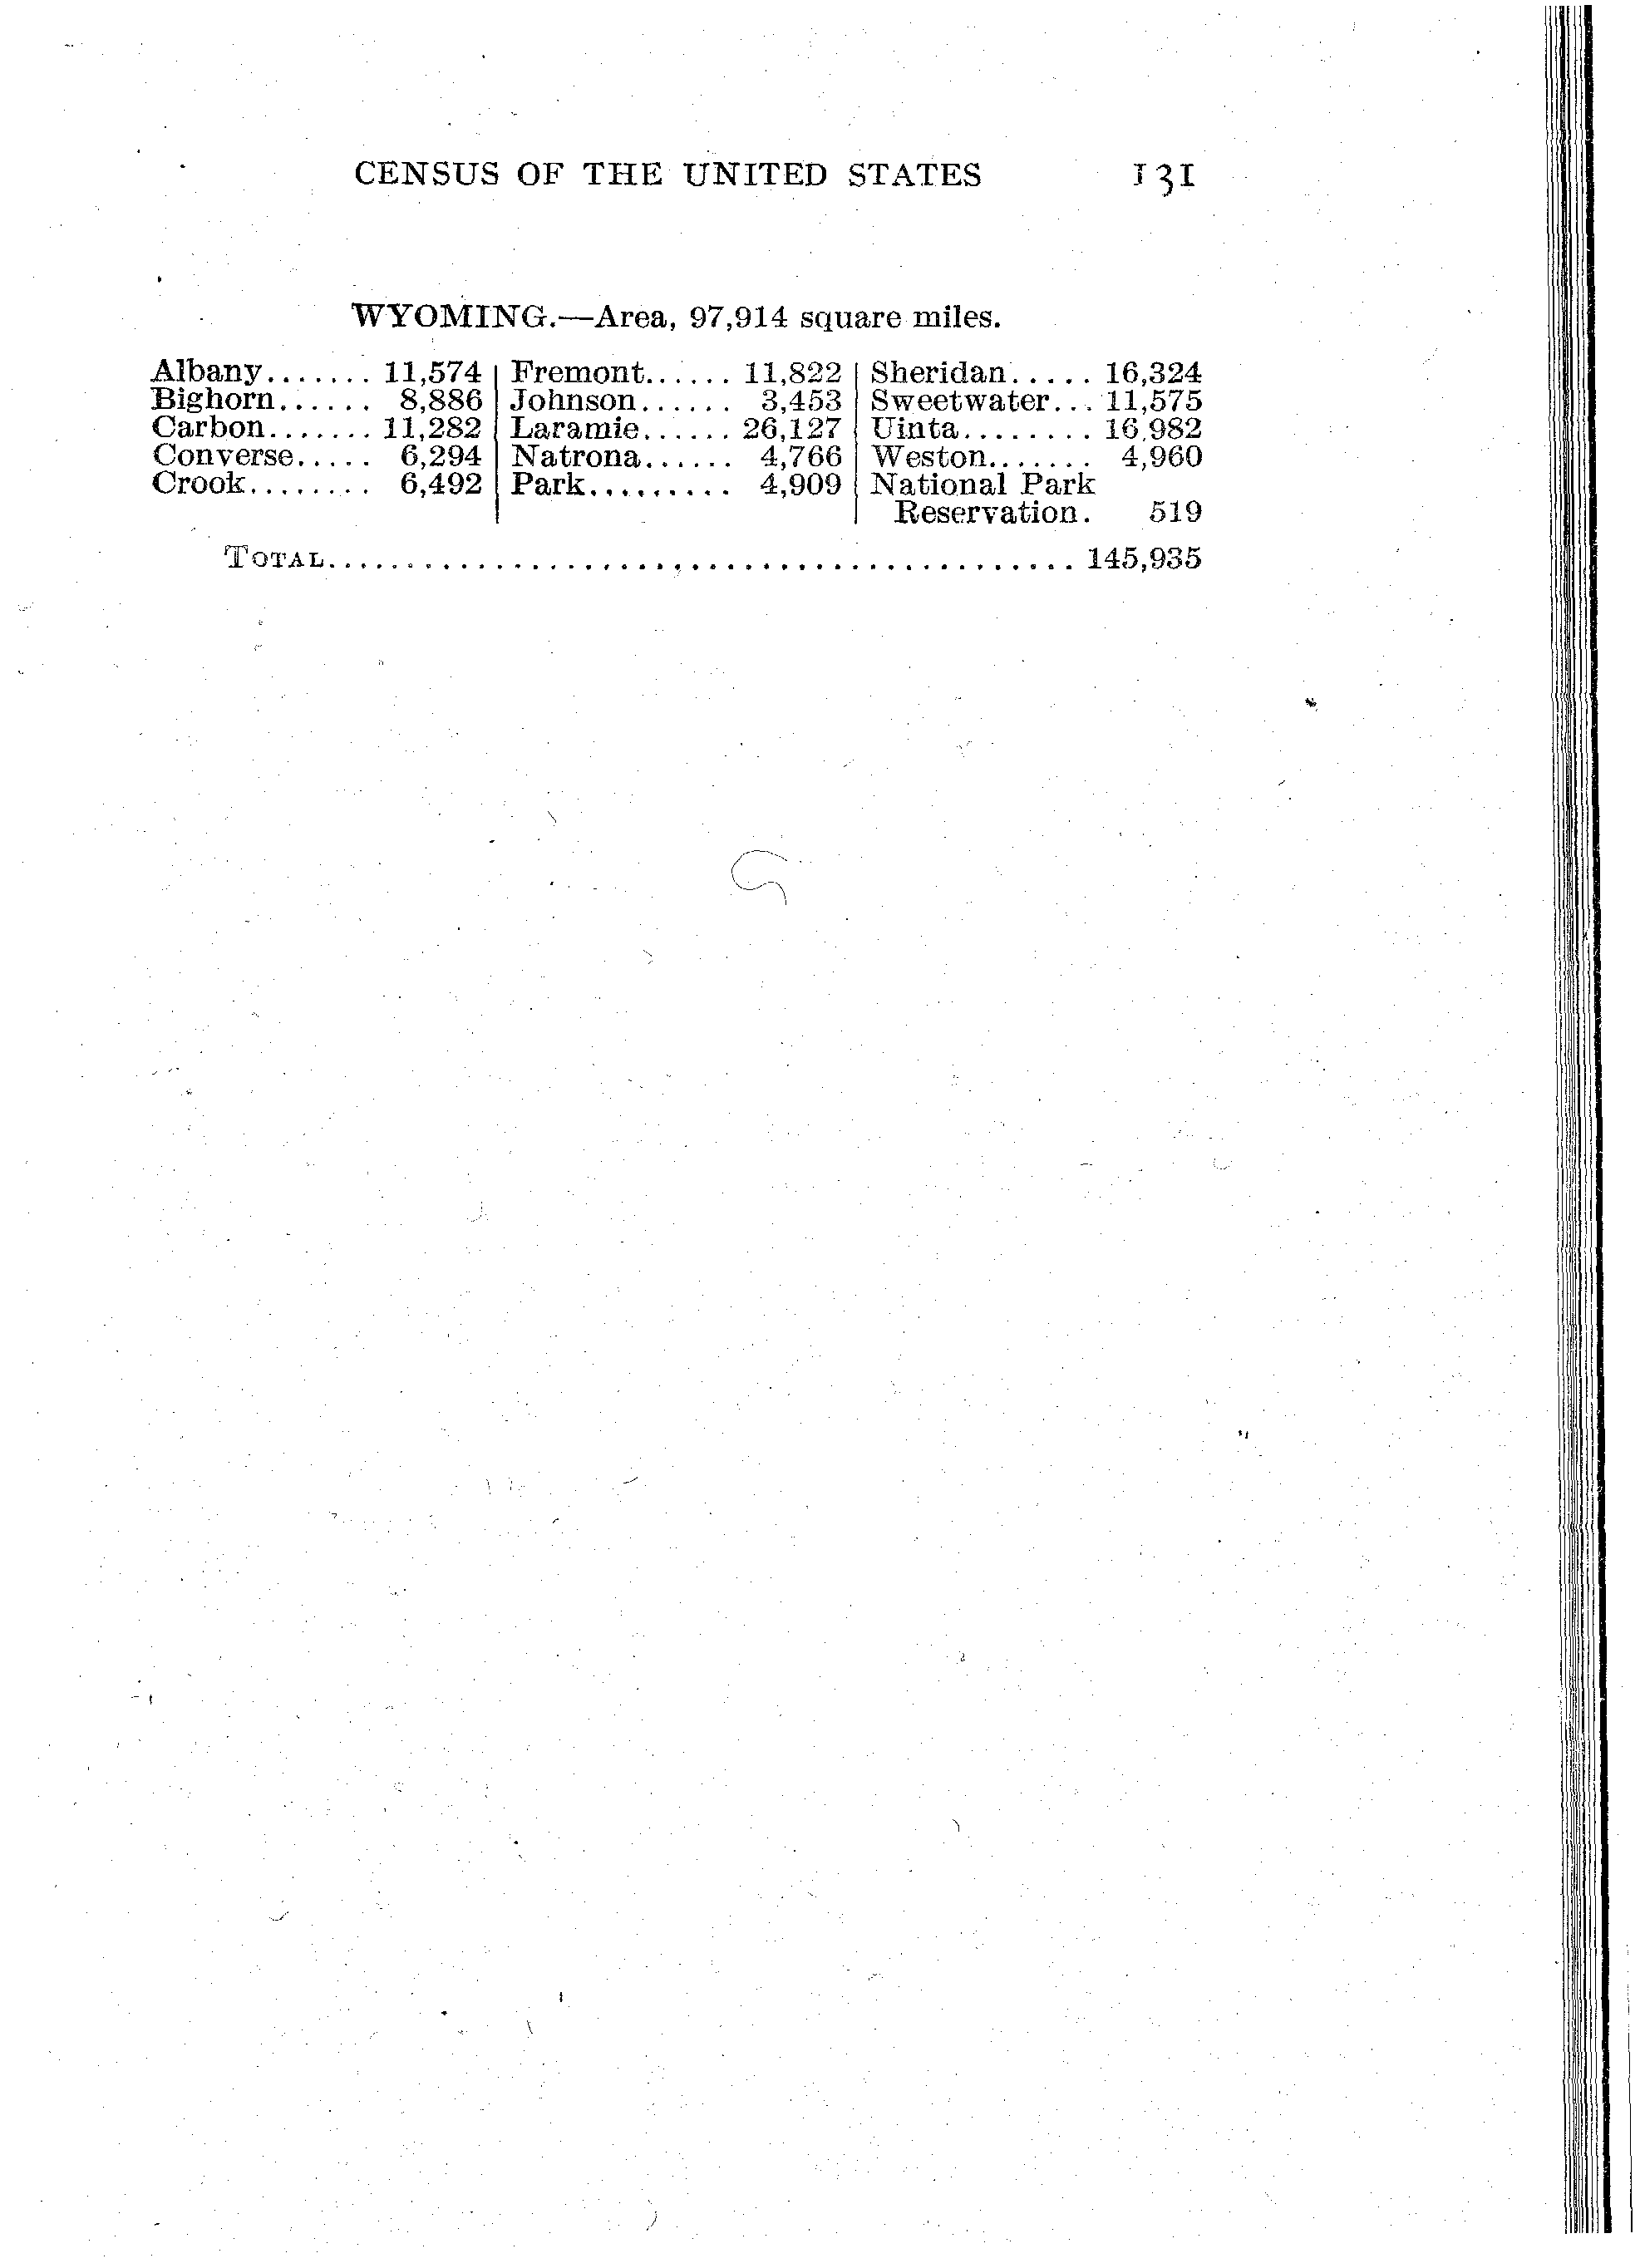 CENSUS OF THE UNITED STATES 131
WYOMING.—Area, 97,914 square miles.
Albany....... 11,574 | Fremont...... 11,822 | Sheridan..... 16,324
Bighorn...... 8,886 | Johnson...... 3,453 | Sweetwater... 11,575
Carbon....... 11,282 | Laramie...... 26,127 | Uinta........ 16,982
Converse..... 6,294 | Natrona...... 4,766 | Weston....... 4,960
Crook........ 6,492 | Park......... 4,909 | National Park
Reservation. 519
TOTAL.......................................... 145,935